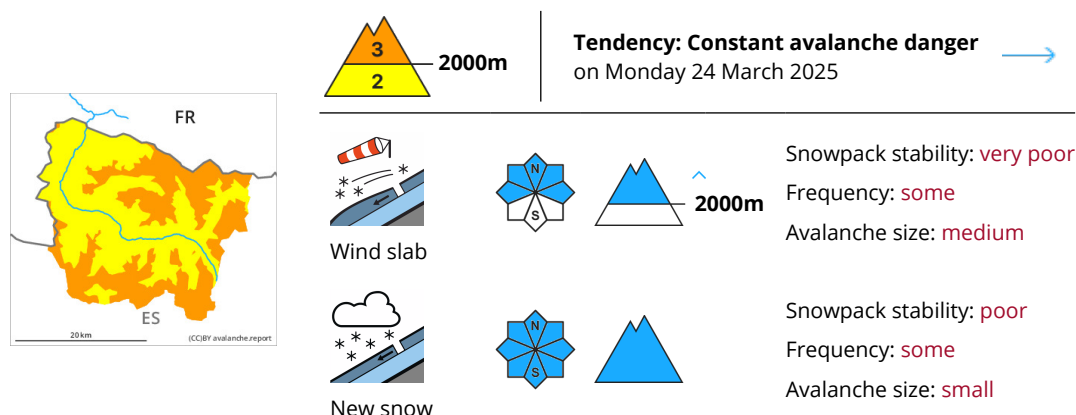 3
2
2000m
Tendency: Constant avalanche danger
on Monday 24 March 2025
FR
ES
20 km
(CC)BY avalanche.report
N
S
2000m
Wind slab
Snowpack stability: very poor
Frequency: some
Avalanche size: medium
N
S
New snow
Snowpack stability: poor
Frequency: some
Avalanche size: small